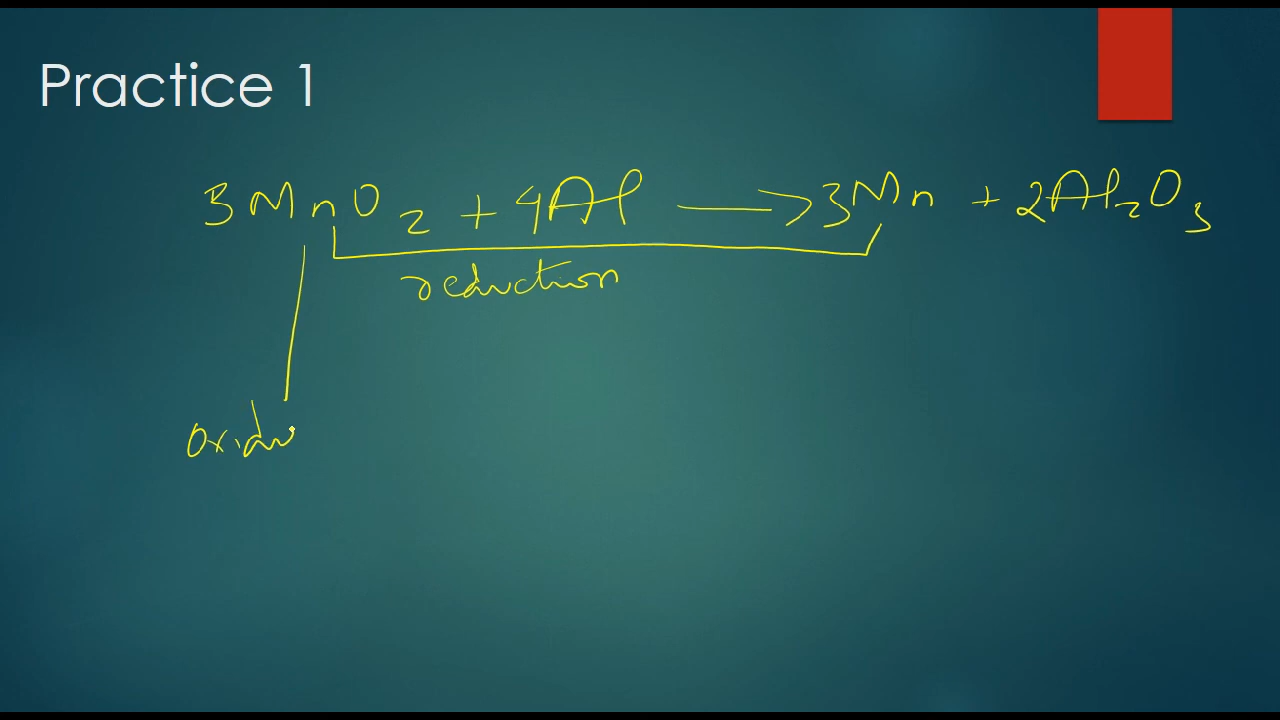 Practice 1
3MnO₂ + 4Al → 3Mn + 2Al₂O₃
reduction
oxida